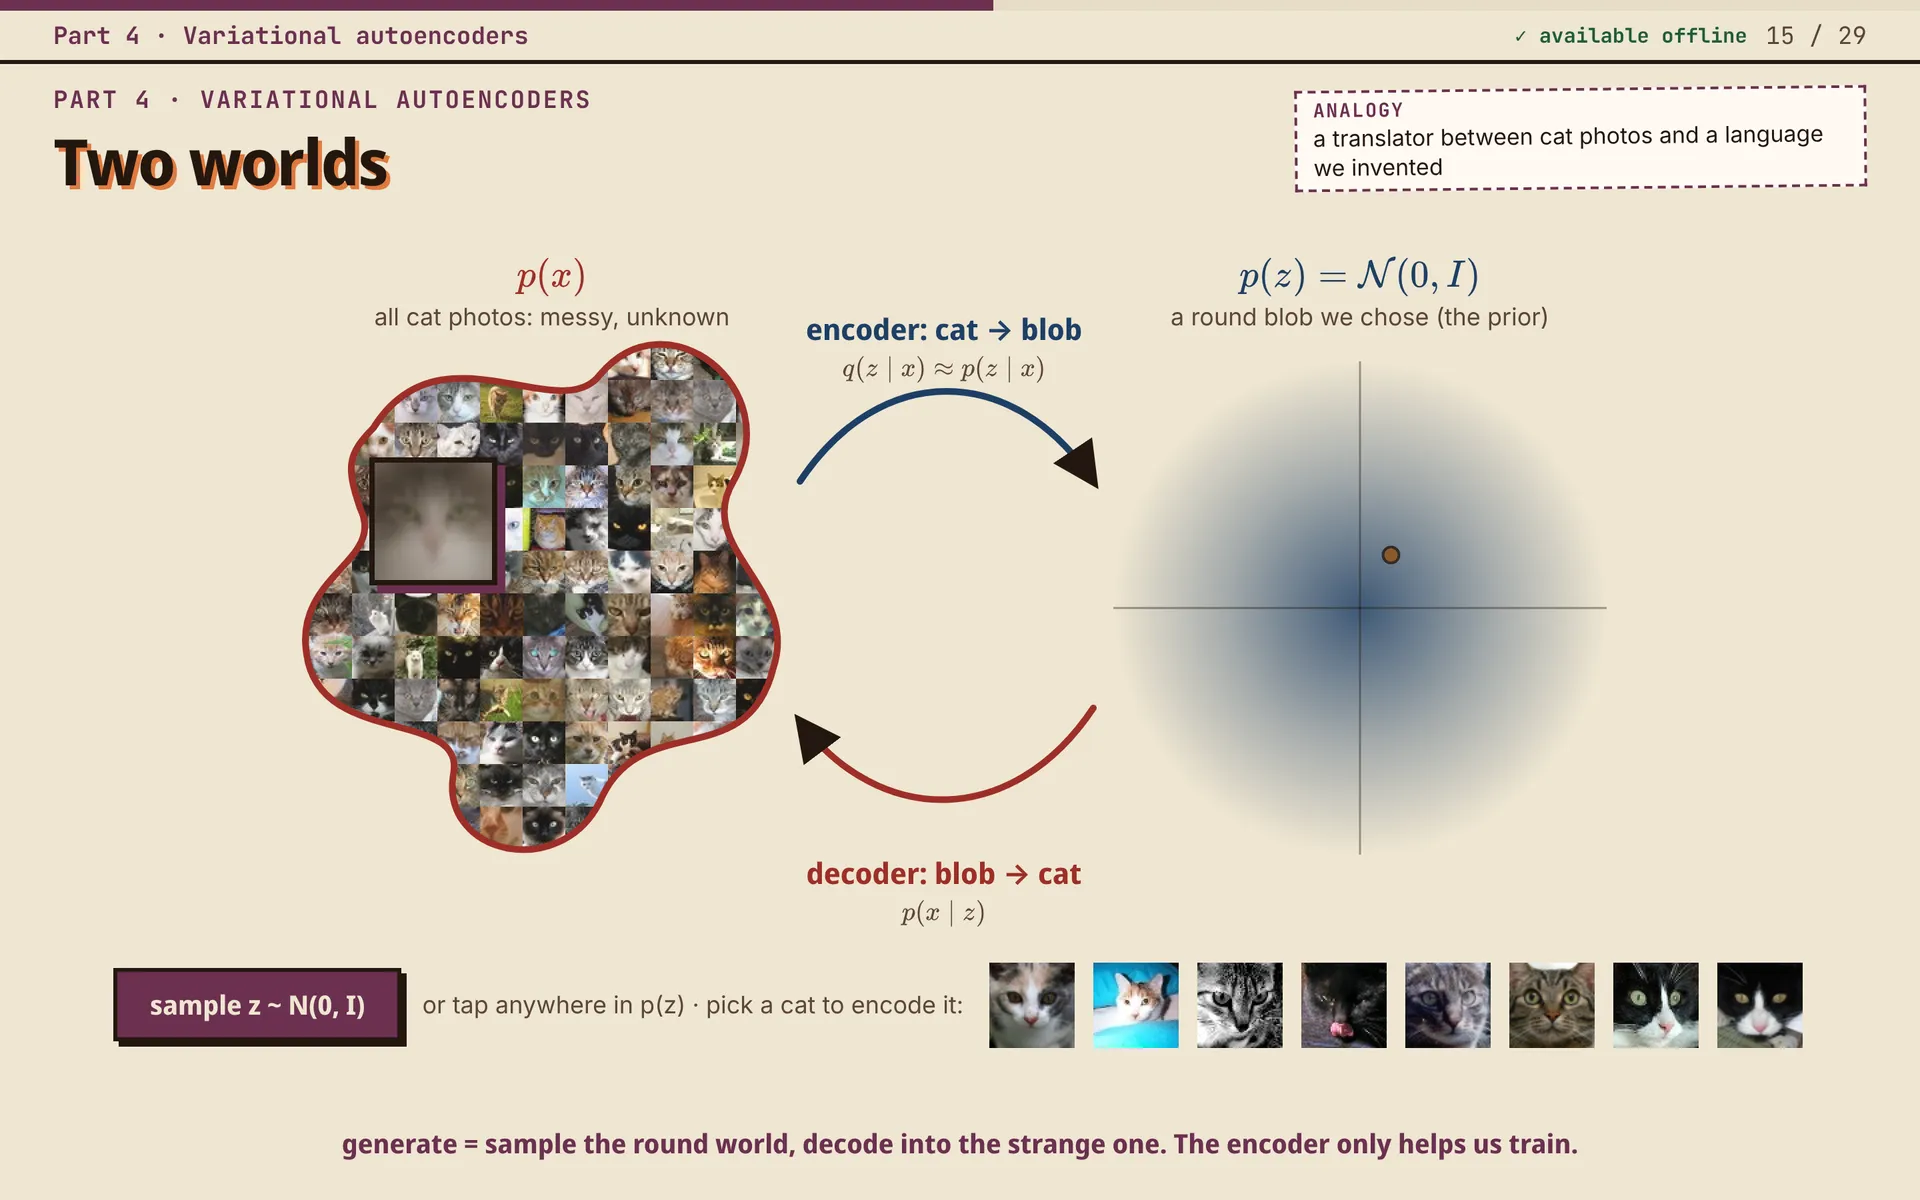 Part 4 · Variational autoencoders
✓ available offline 15 / 29
PART 4 · VARIATIONAL AUTOENCODERS
Two worlds
ANALOGY
a translator between cat photos and a language
we invented
p(x)
all cat photos: messy, unknown
encoder: cat → blob
q(z | x) ≈ p(z | x)
p(z) = 𝒩(0, I)
a round blob we chose (the prior)
decoder: blob → cat
p(x | z)
sample z ~ N(0, I)
or tap anywhere in p(z) · pick a cat to encode it:
generate = sample the round world, decode into the strange one. The encoder only helps us train.